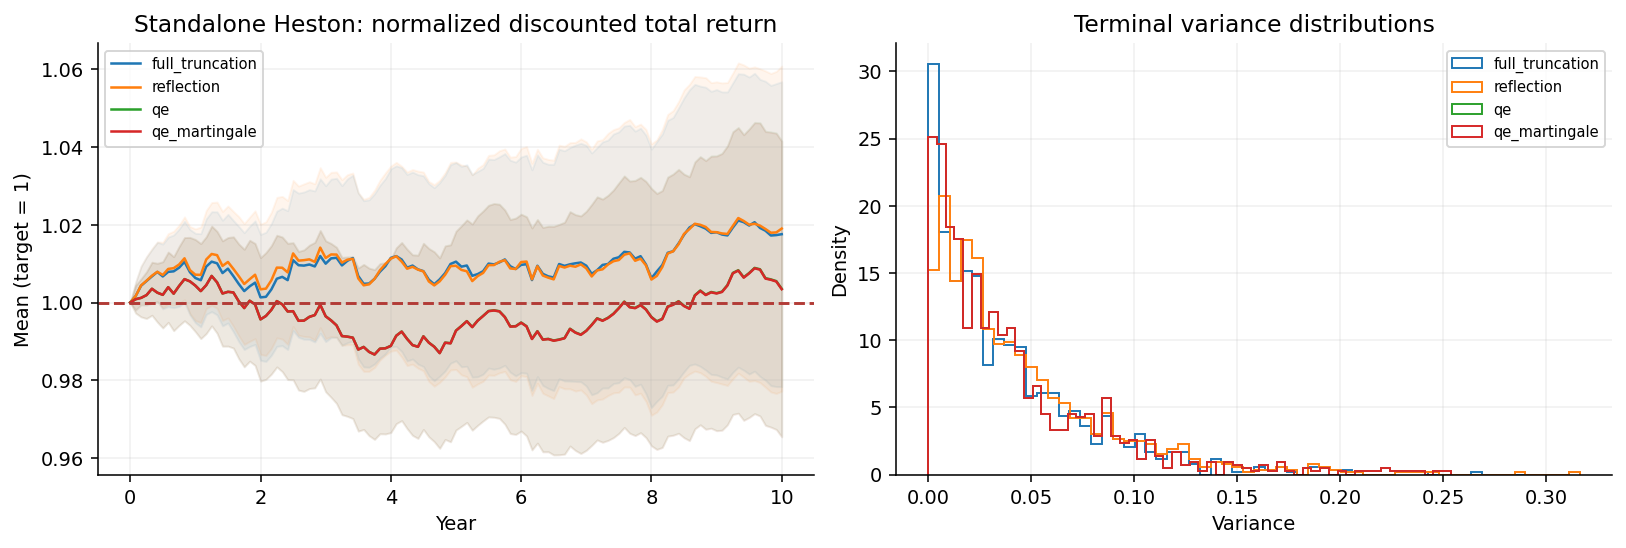 Standalone Heston: normalized discounted total return
full_truncation
reflection
qe
qe_martingale
1.06
1.04
1.02
1.00
0.98
0.96
Mean (target = 1)
0 2 4 6 8 10
Year
Terminal variance distributions
full_truncation
reflection
qe
qe_martingale
30
25
20
15
10
5
0
Density
0.00 0.05 0.10 0.15 0.20 0.25 0.30
Variance